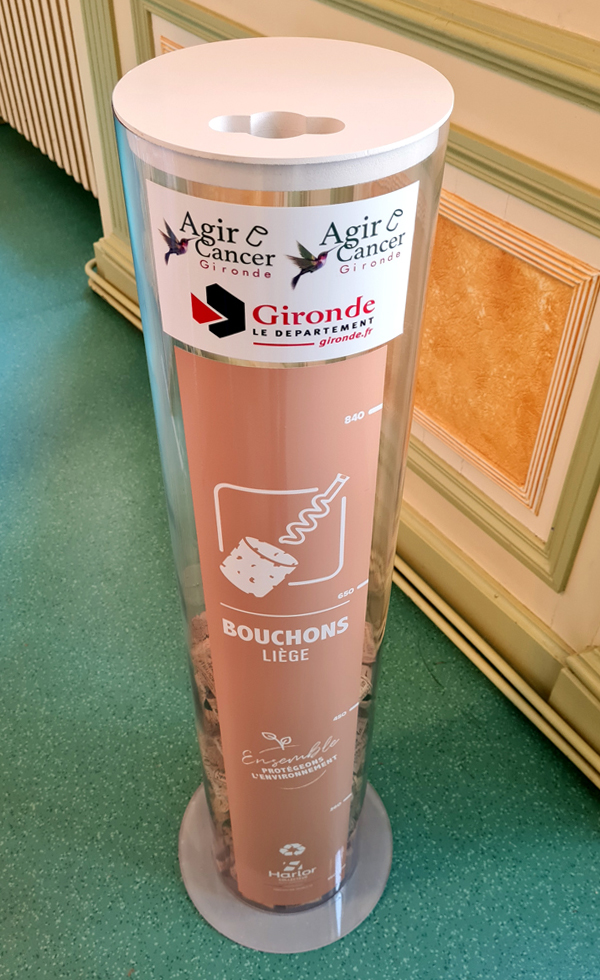 Agir e
Cancer
Gironde
Agir e
Cancer
Gironde
Gironde
LE DEPARTEMENT
gironde.fr
840
650
BOUCHONS
LIÈGE
450
Ensemble
PROTÉGEONS
L'ENVIRONNEMENT
Harlor